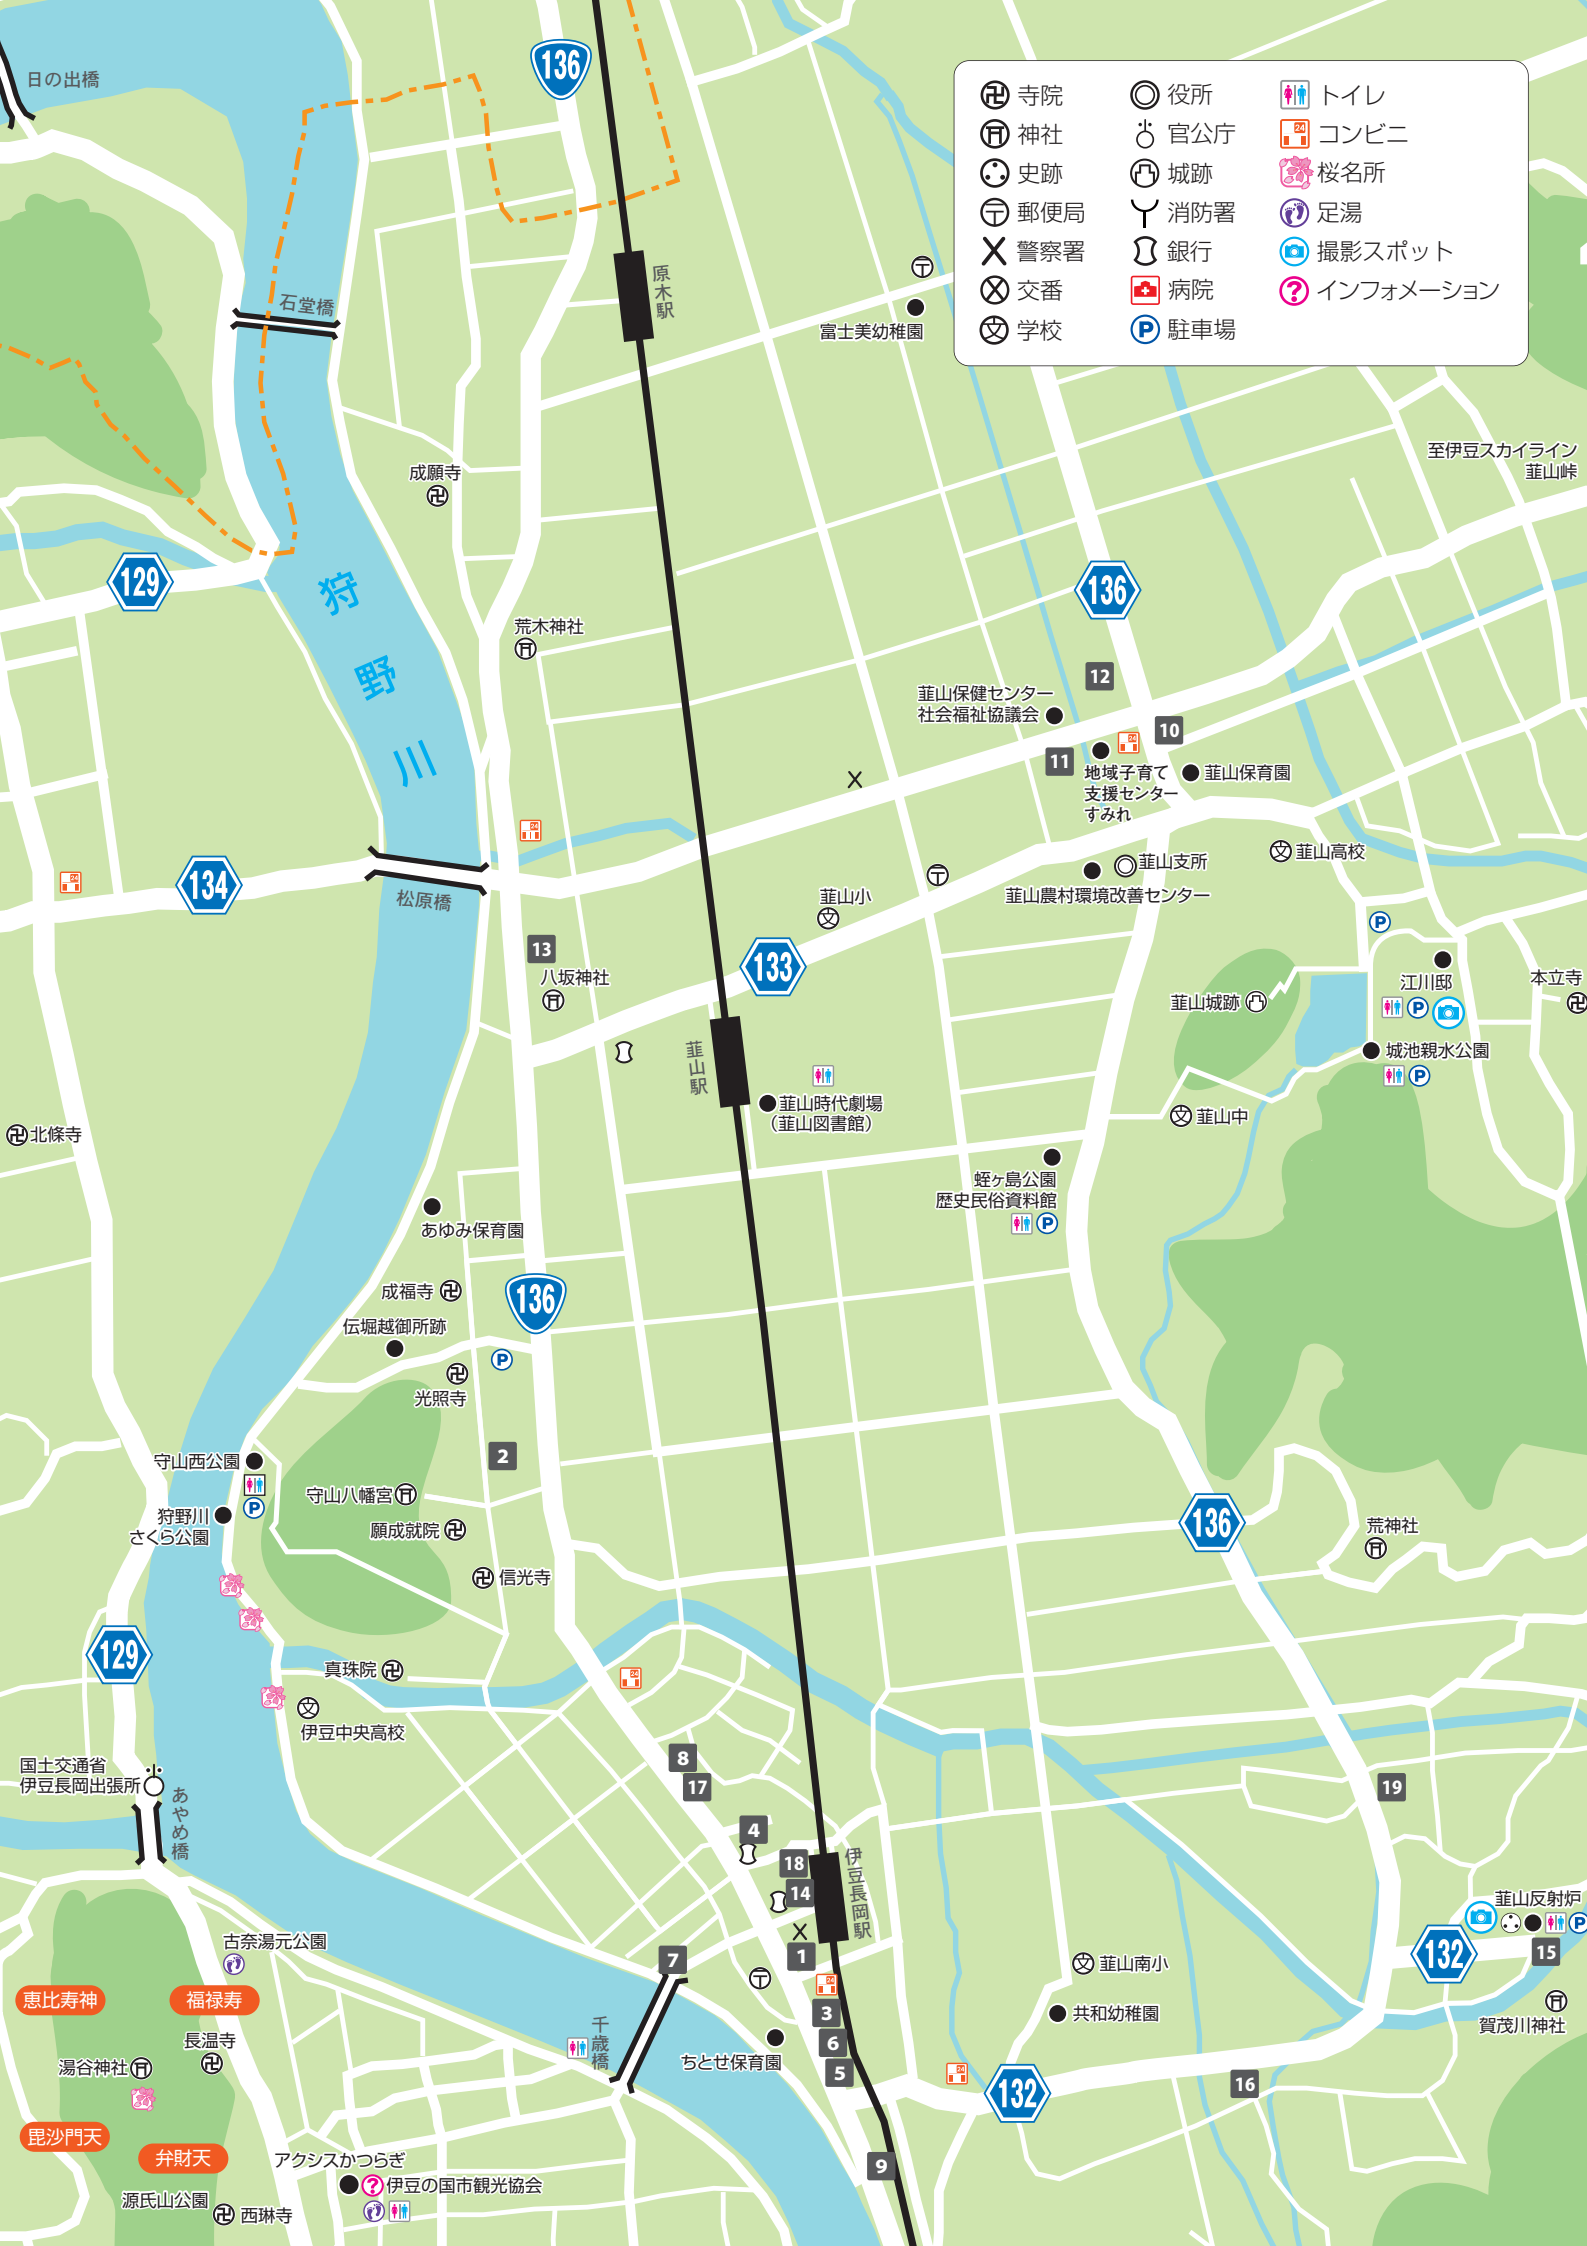 日の出橋
136
寺院
神社
史跡
郵便局
警察署
交番
学校
役所
官公庁
城跡
消防署
銀行
病院
駐車場
トイレ
コンビニ
桜名所
足湯
撮影スポット
インフォメーション
原木駅
石堂橋
富士美幼稚園
至伊豆スカイライン
韮山峠
成願寺
129
狩野川
136
荒木神社
12
韮山保健センター
社会福祉協議会
10
11
地域子育て
支援センター
すみれ
韮山保育園
韮山高校
134
松原橋
韮山支所
韮山農村環境改善センター
韮山小
13
133
八坂神社
江川邸
本立寺
韮山城跡
城池親水公園
韮山駅
韮山時代劇場
（韮山図書館）
韮山中
北條寺
蛭ヶ島公園
歴史民俗資料館
あゆみ保育園
成福寺
136
伝堀越御所跡
光照寺
2
守山西公園
守山八幡宮
狩野川
さくら公園
願成就院
136
荒神社
信光寺
129
真珠院
伊豆中央高校
国土交通省
伊豆長岡出張所
あやめ橋
8
17
19
4
18
14
伊豆長岡駅
韮山反射炉
132
15
古奈湯元公園
7
1
韮山南小
恵比寿神
福禄寿
3
共和幼稚園
賀茂川神社
千歳橋
長温寺
湯谷神社
6
ちとせ保育園
5
132
16
毘沙門天
弁財天
アクシスかつらぎ
9
伊豆の国市観光協会
源氏山公園
西琳寺